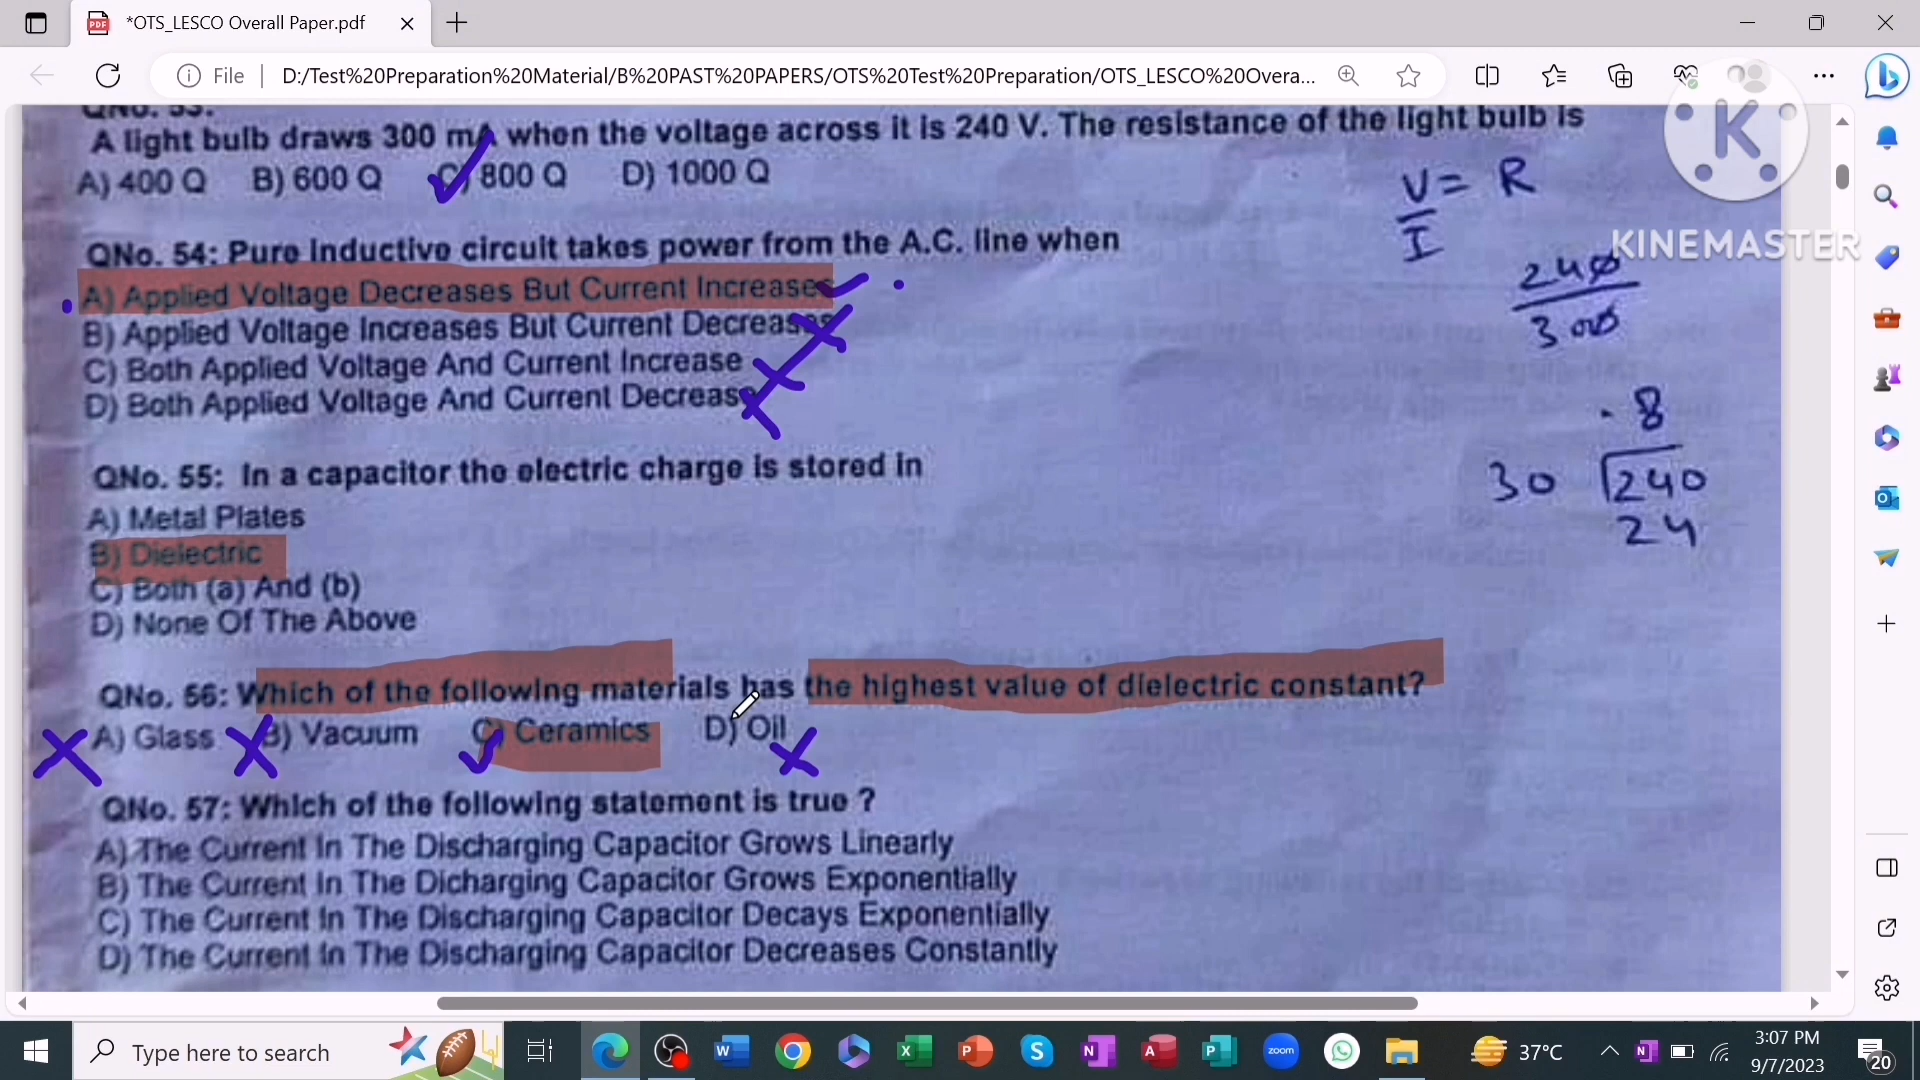 *OTS_LESCO Overall Paper.pdf
File
D:/Test%20Preparation%20Material/B%20PAST%20PAPERS/OTS%20Test%20Preparation/OTS_LESCO%20Overa...
QNo. 53:
A light bulb draws 300 mA when the voltage across it is 240 V. The resistance of the light bulb is
A) 400 Q B) 600 Q C) 800 Q D) 1000 Q
V = R
I
K
KINEMASTER
QNo. 54: Pure Inductive circuit takes power from the A.C. line when
A) Applied Voltage Decreases But Current Increases
B) Applied Voltage Increases But Current Decreases
C) Both Applied Voltage And Current Increase
D) Both Applied Voltage And Current Decrease
240
300
.8
30 240
24
QNo. 55: In a capacitor the electric charge is stored in
A) Metal Plates
B) Dielectric
C) Both (a) And (b)
D) None Of The Above
QNo. 56: Which of the following materials has the highest value of dielectric constant?
A) Glass B) Vacuum C) Ceramics D) Oil
QNo. 57: Which of the following statement is true ?
A) The Current In The Discharging Capacitor Grows Linearly
B) The Current In The Dicharging Capacitor Grows Exponentially
C) The Current In The Discharging Capacitor Decays Exponentially
D) The Current In The Discharging Capacitor Decreases Constantly
Type here to search
zoom
37°C
3:07 PM
9/7/2023
20